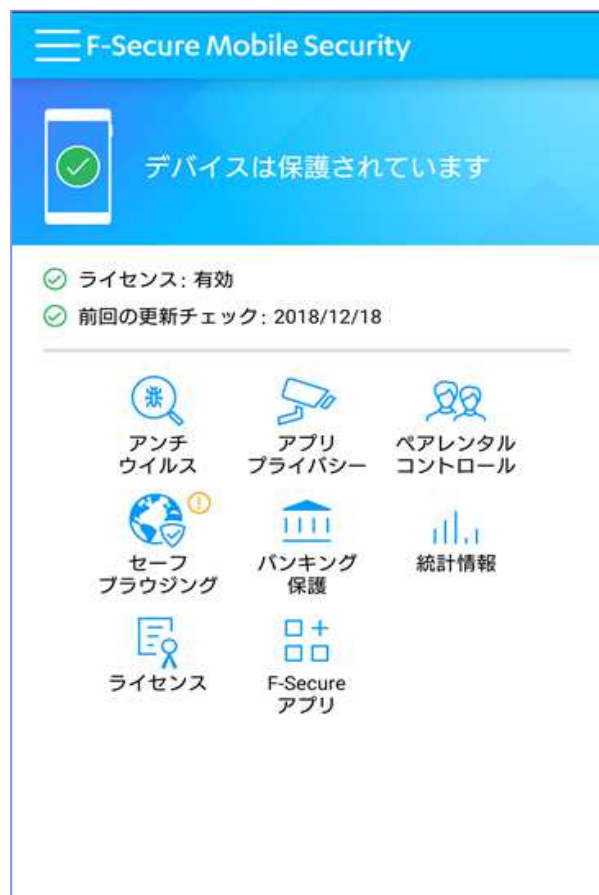 F-Secure Mobile Security
デバイスは保護されています
ライセンス: 有効
前回の更新チェック: 2018/12/18
アンチ
ウイルス
アプリ
プライバシー
ペアレンタル
コントロール
セーフ
ブラウジング
バンキング
保護
統計情報
ライセンス
F-Secure
アプリ